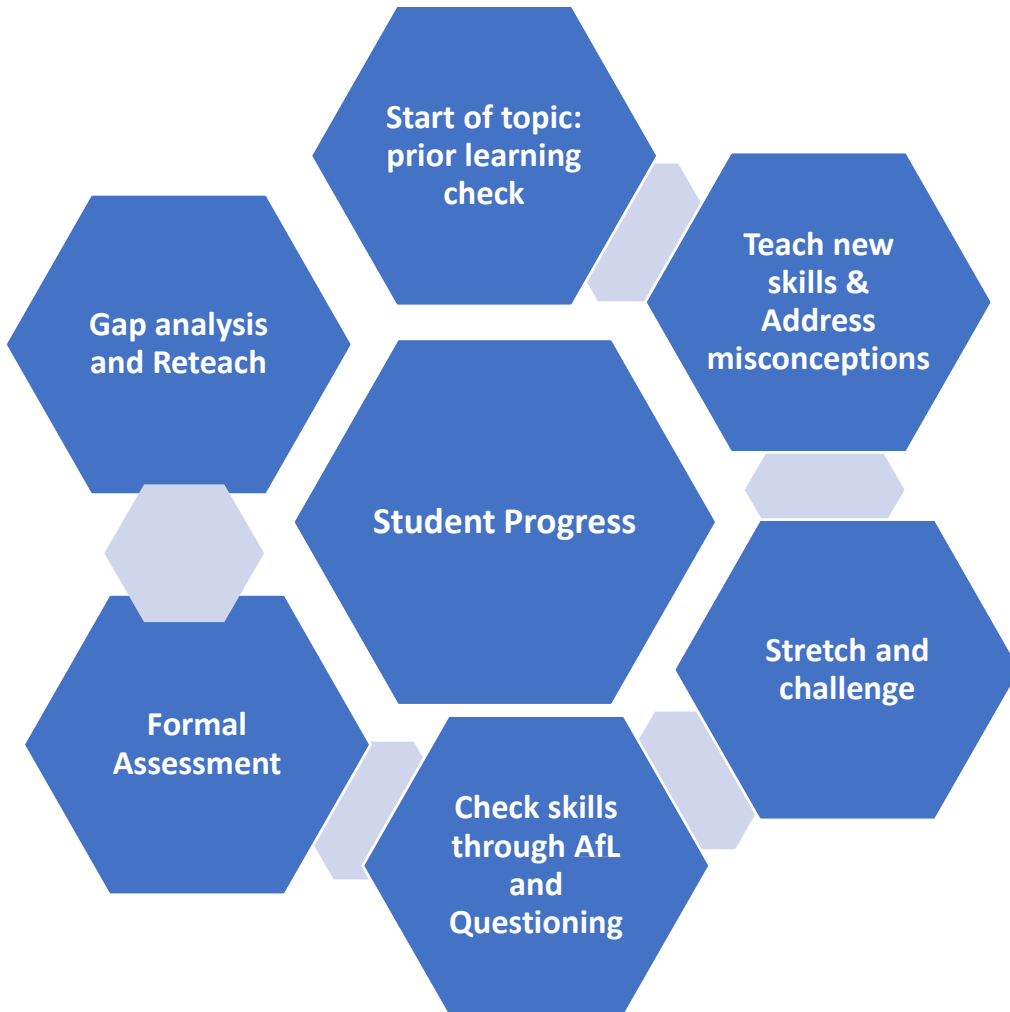 Start of topic:
prior learning
check
Teach new
skills &
Address
misconceptions
Stretch and
challenge
Check skills
through AfL
and
Questioning
Formal
Assessment
Gap analysis
and Reteach
Student Progress